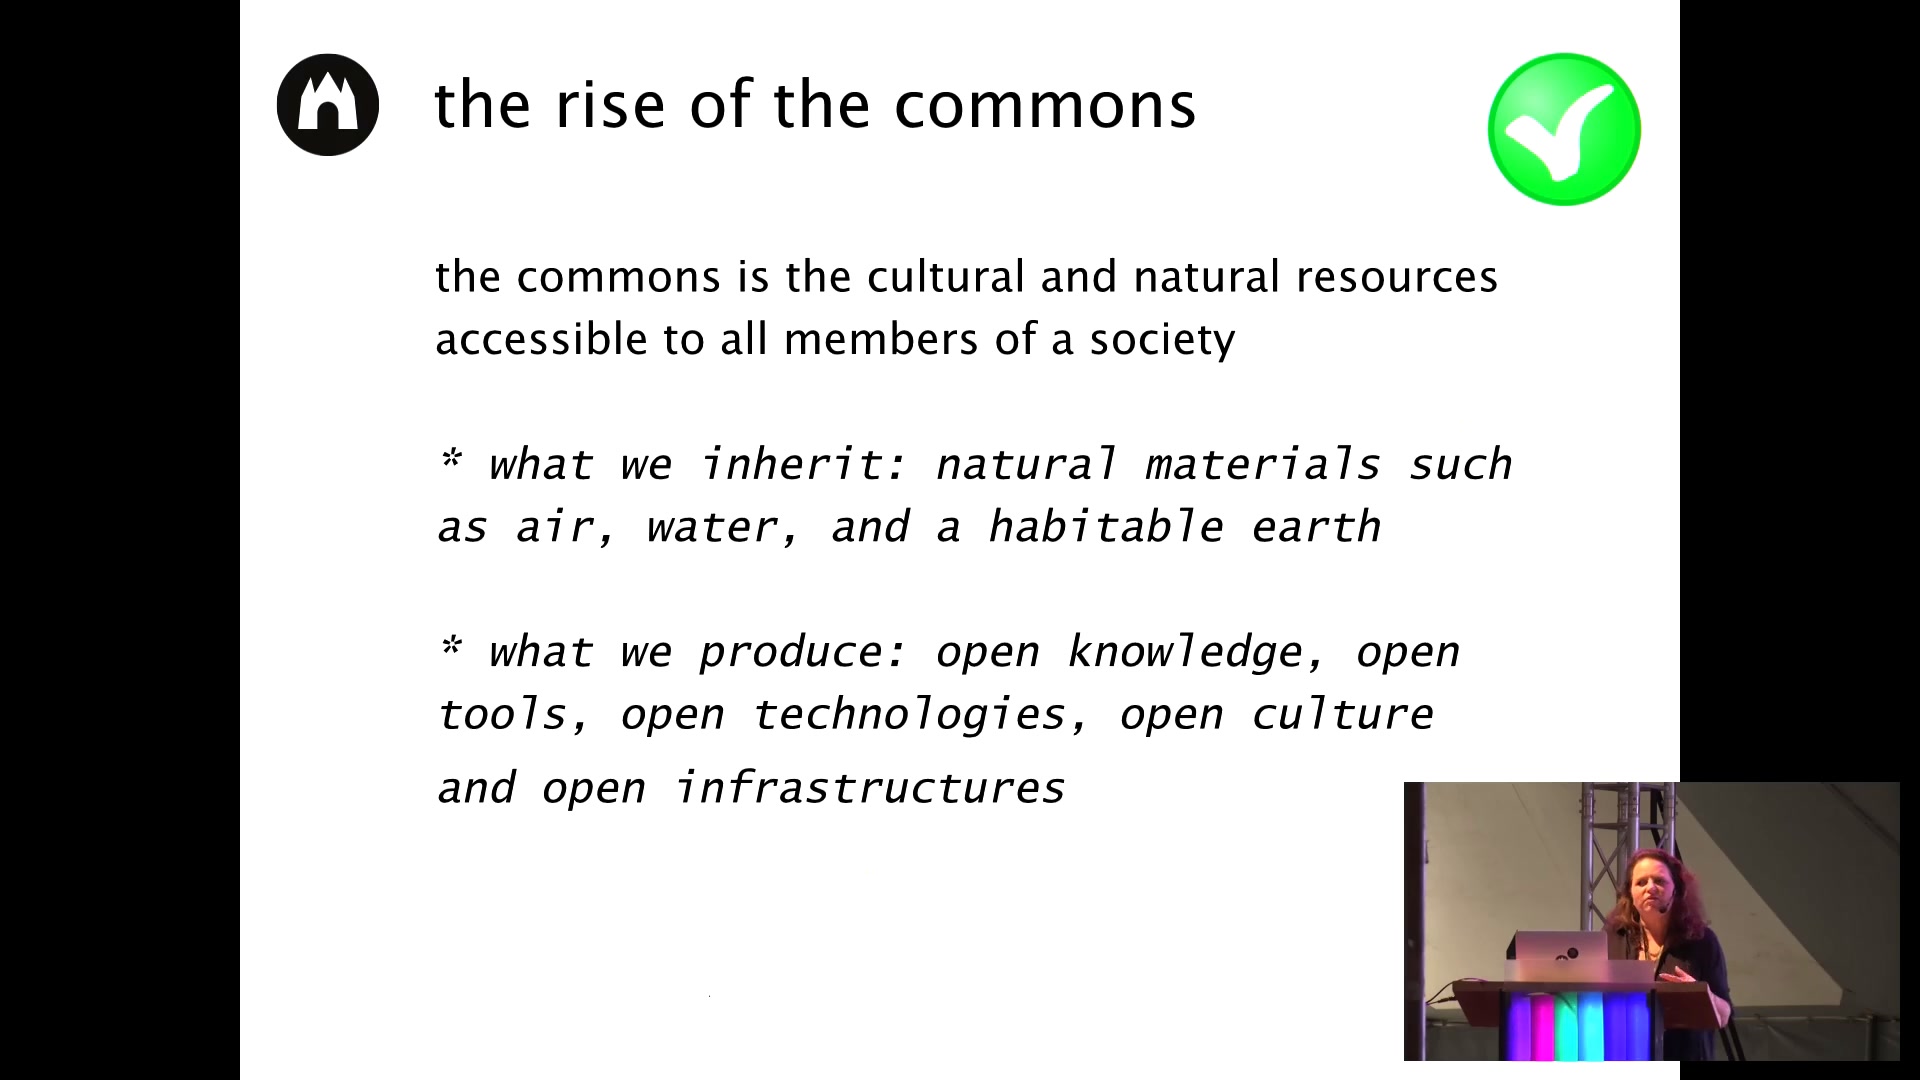 the rise of the commons
the commons is the cultural and natural resources
accessible to all members of a society
* what we inherit: natural materials such
as air, water, and a habitable earth
* what we produce: open knowledge, open
tools, open technologies, open culture
and open infrastructures